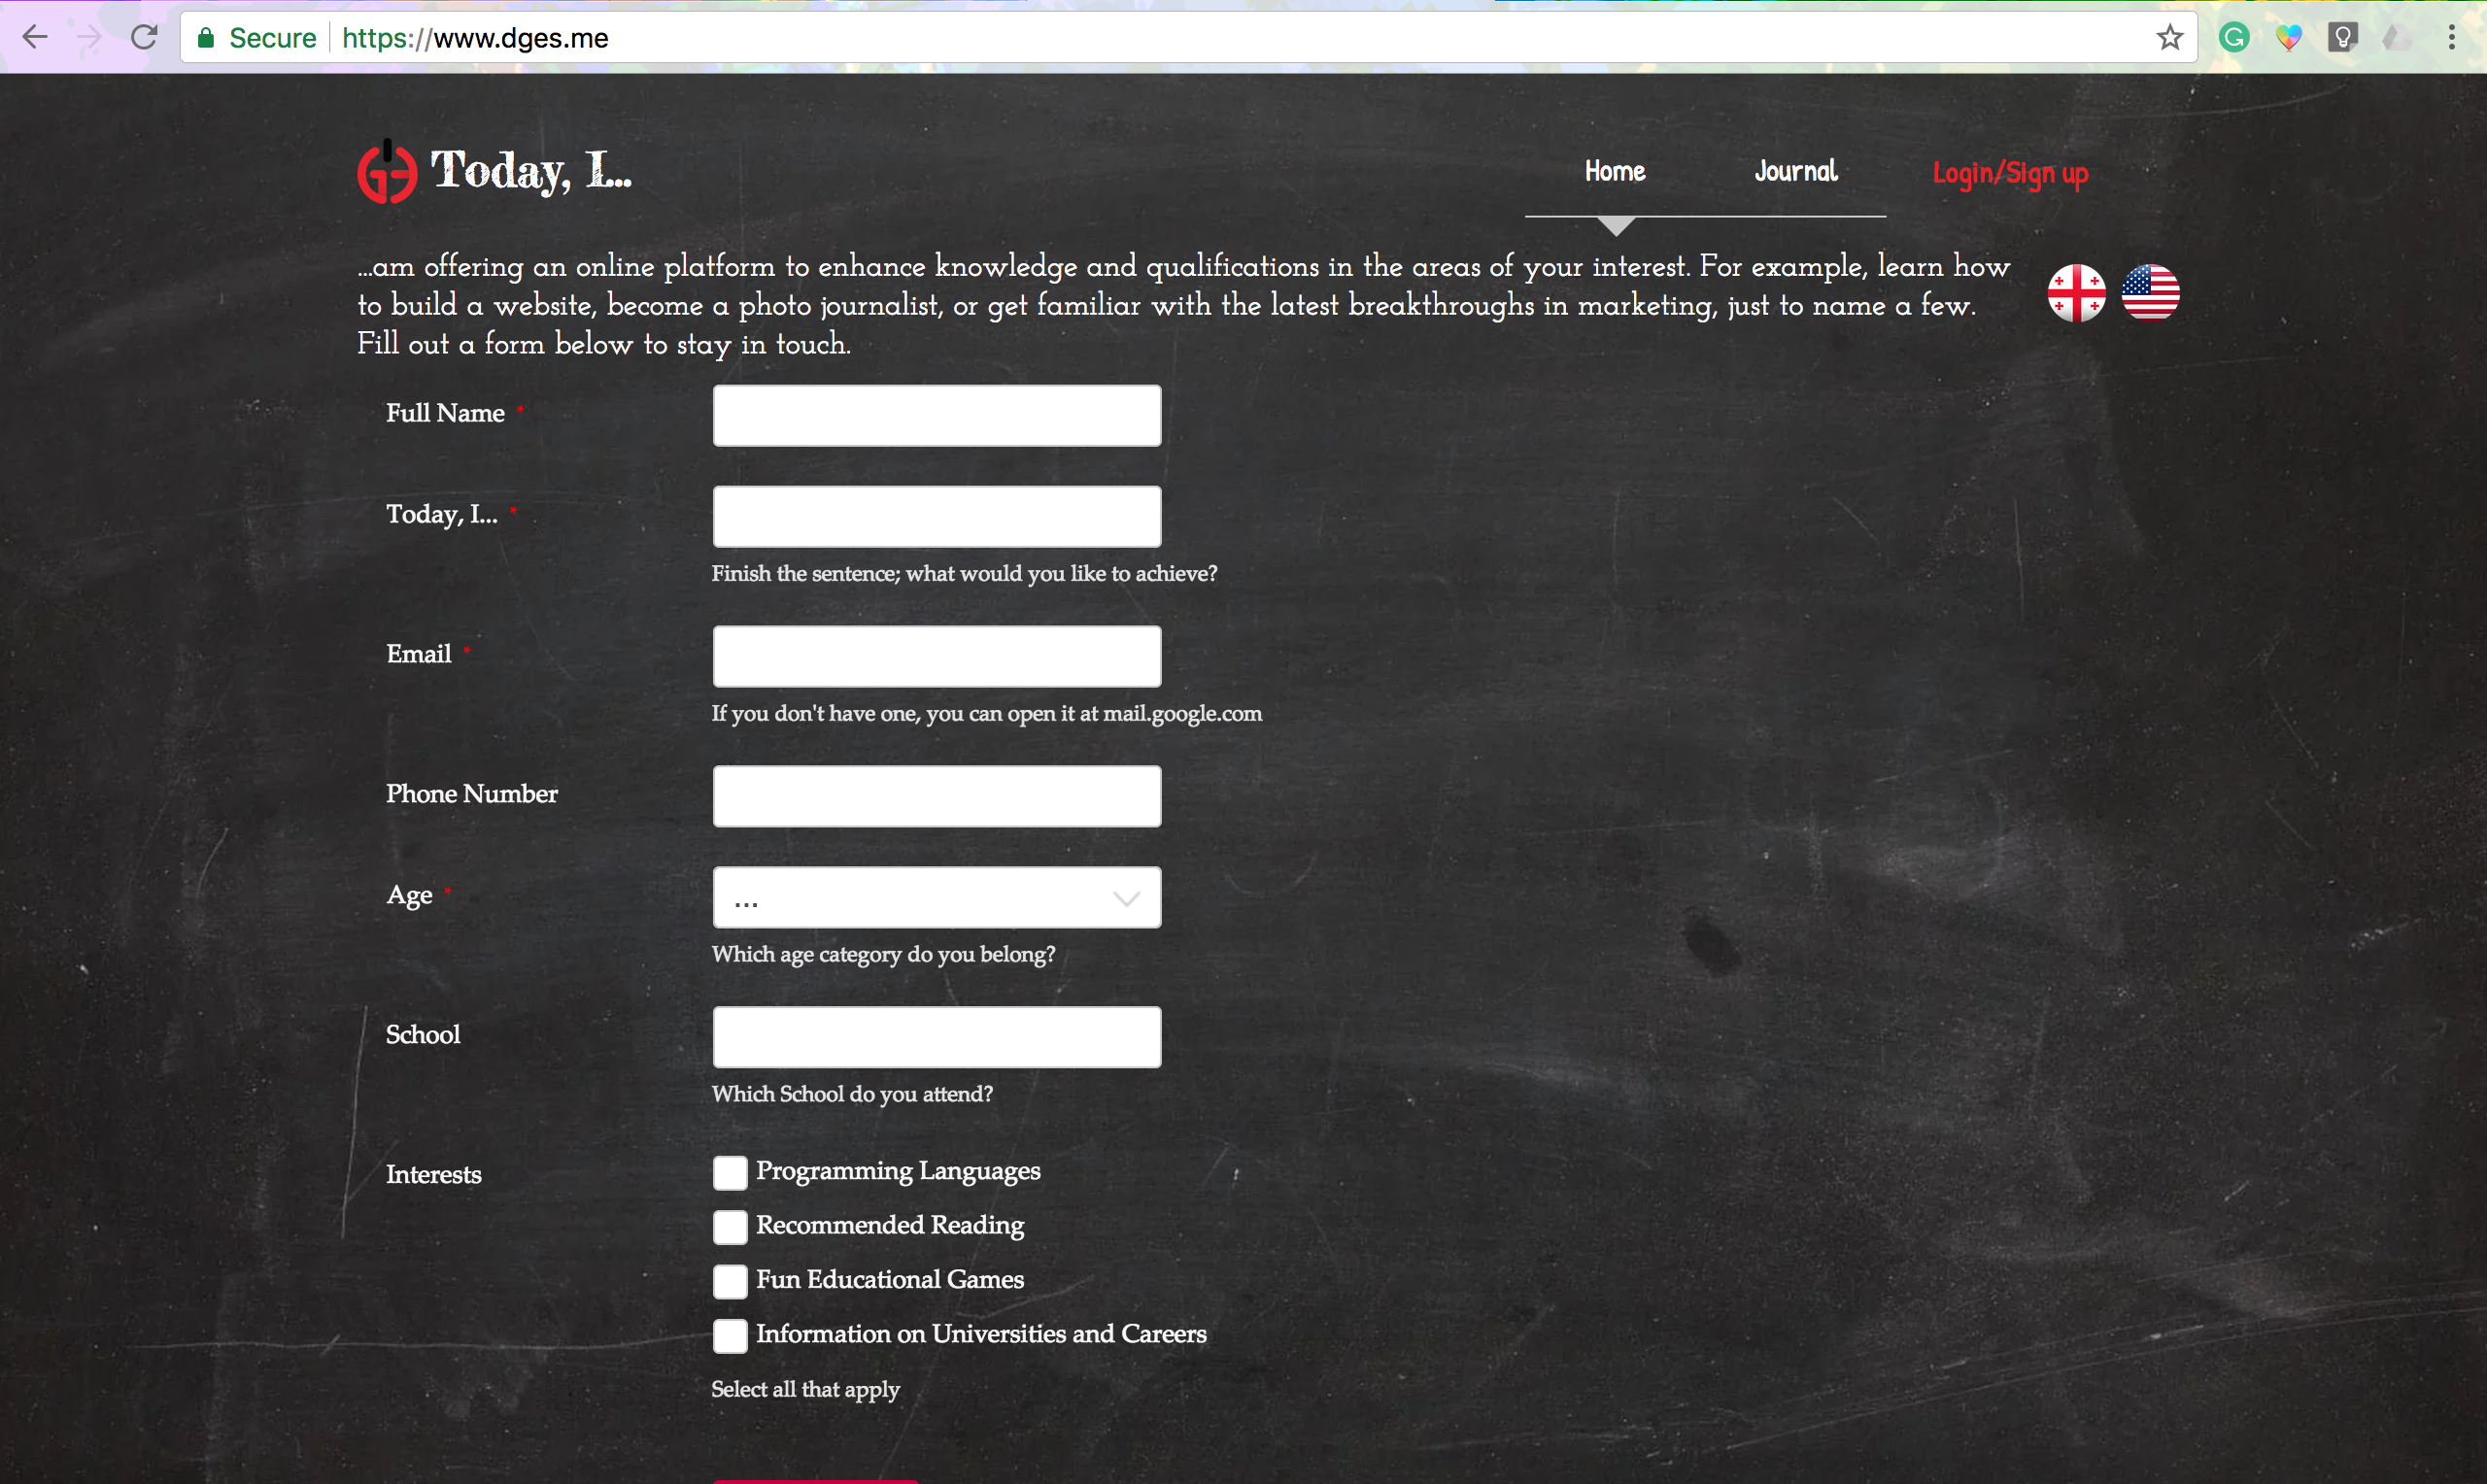 Secure https://www.dges.me
Today, I...
Home Journal Login/Sign up
...am offering an online platform to enhance knowledge and qualifications in the areas of your interest. For example, learn how
to build a website, become a photo journalist, or get familiar with the latest breakthroughs in marketing, just to name a few.
Fill out a form below to stay in touch.
Full Name *
Today, I... *
Finish the sentence; what would you like to achieve?
Email *
If you don't have one, you can open it at mail.google.com
Phone Number
Age *
...
Which age category do you belong?
School
Which School do you attend?
Interests
Programming Languages
Recommended Reading
Fun Educational Games
Information on Universities and Careers
Select all that apply